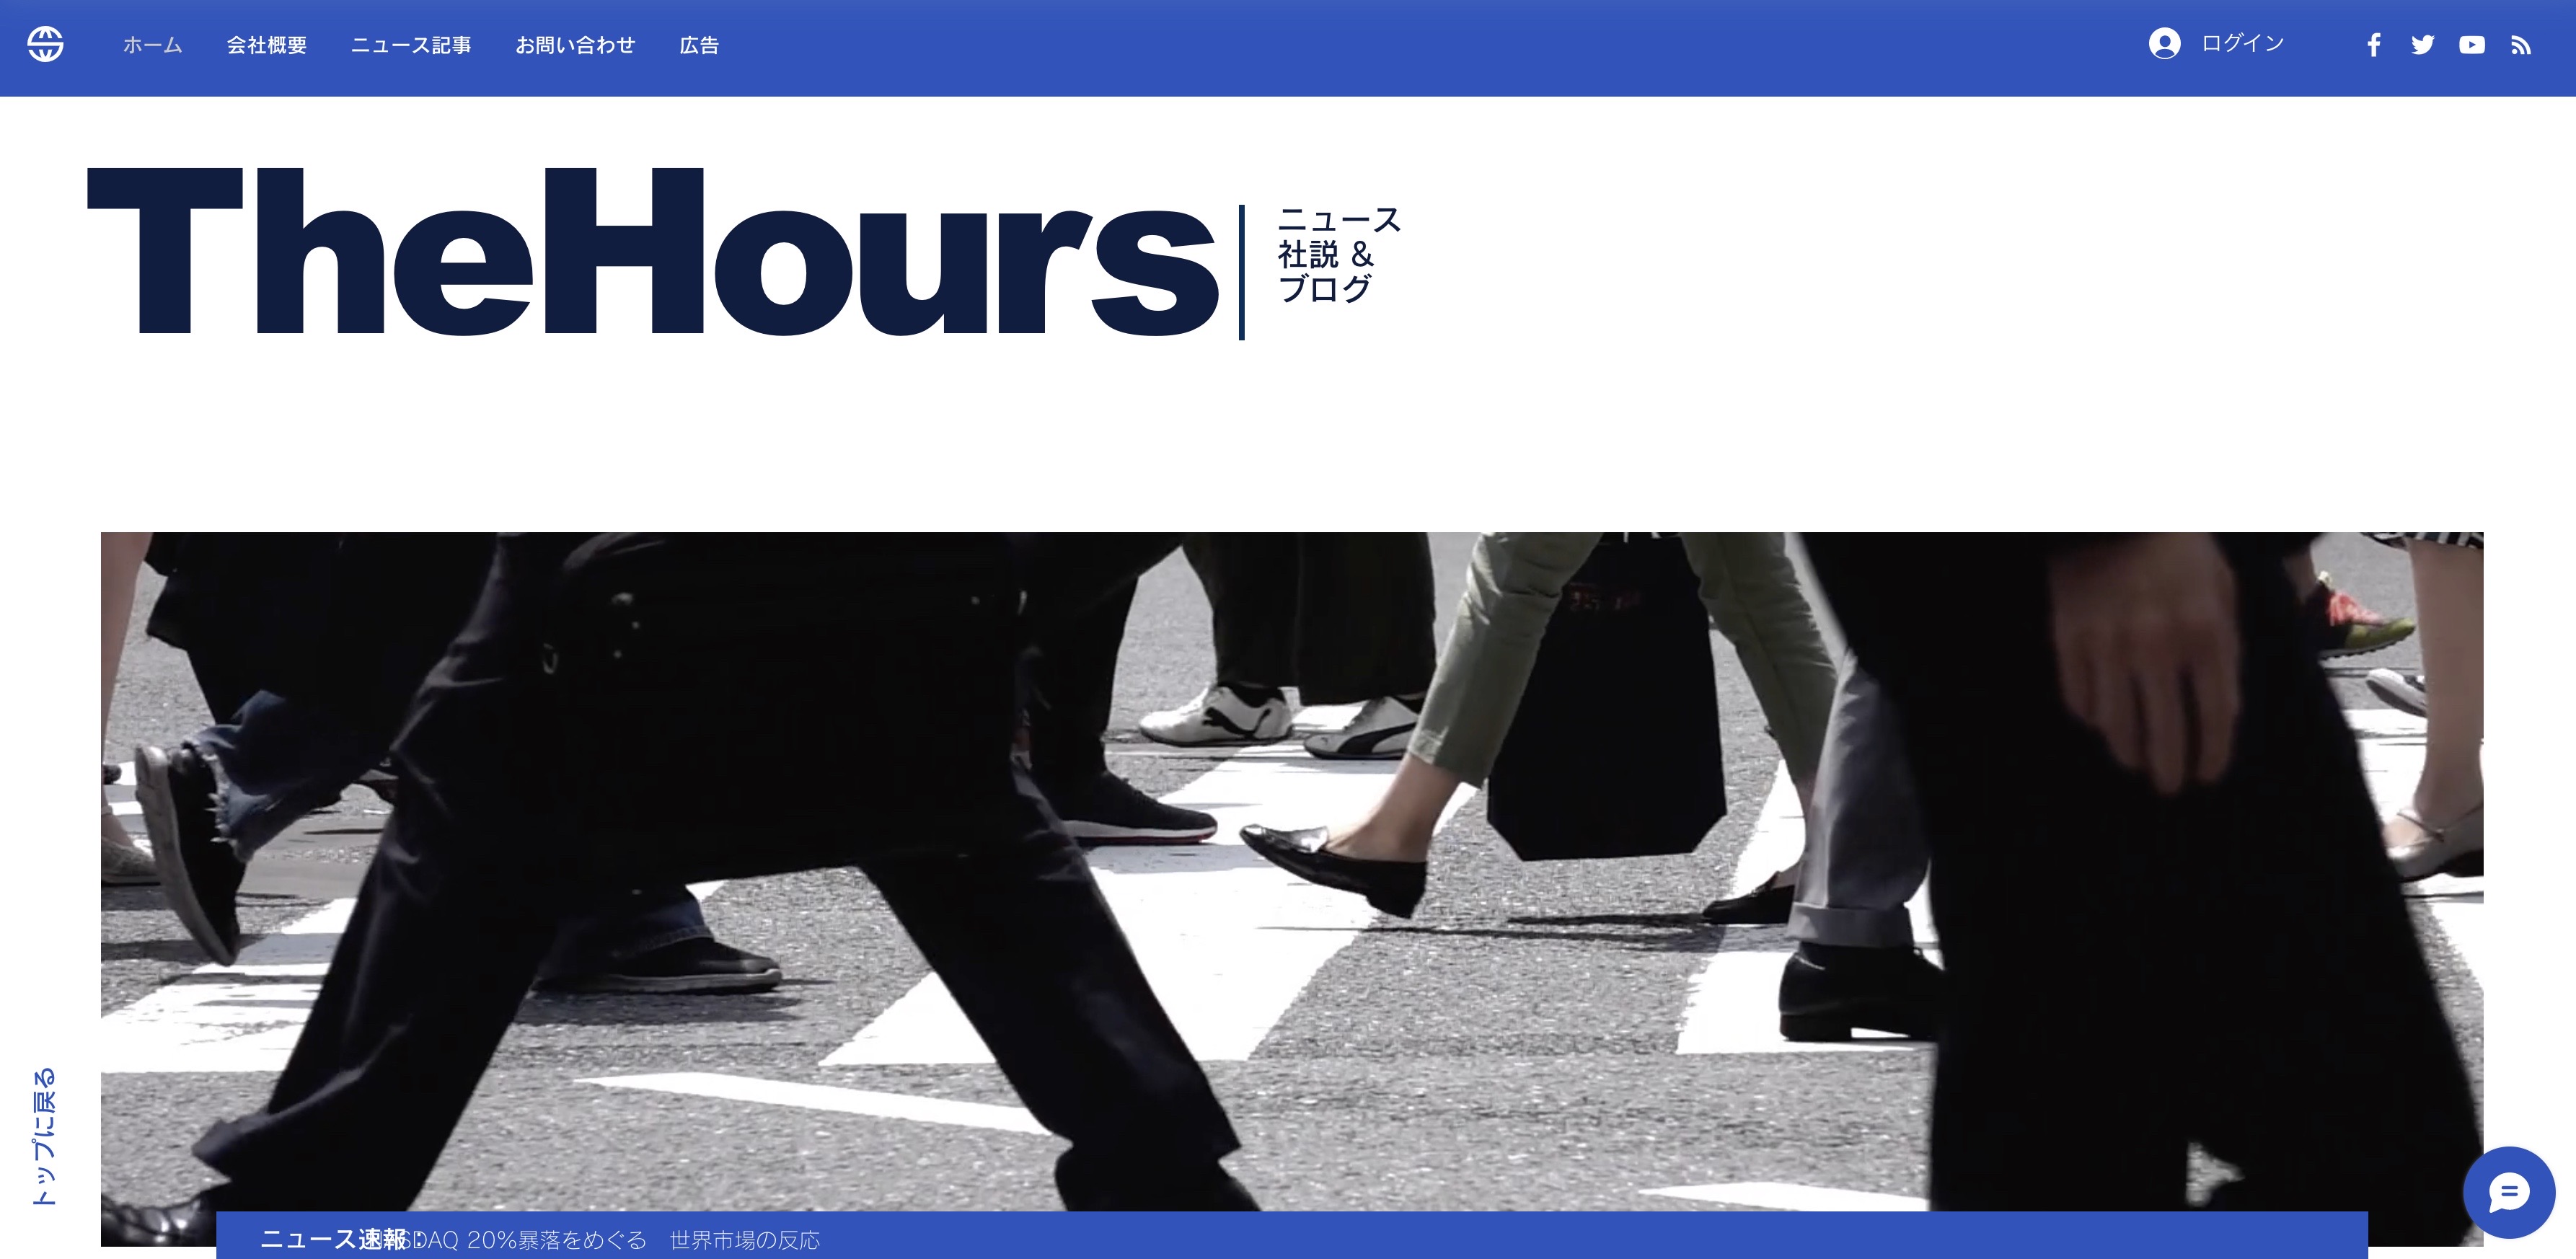 ホーム
会社概要
ニュース記事
お問い合わせ
広告
ログイン
TheHours
ニュース
社説 &
ブログ
トップに戻る
ニュース速報：
DAQ 20%暴落をめぐる　世界市場の反応